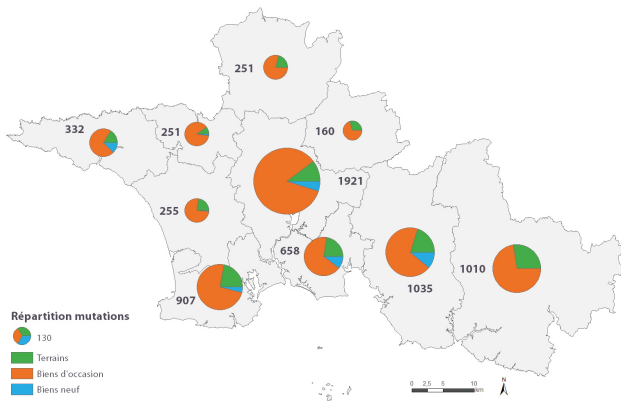 251
332
251
160
1921
255
658
1010
1035
907
Répartition mutations
130
Terrains
Biens d'occasion
Biens neuf
0 2.5 5 10
km
N